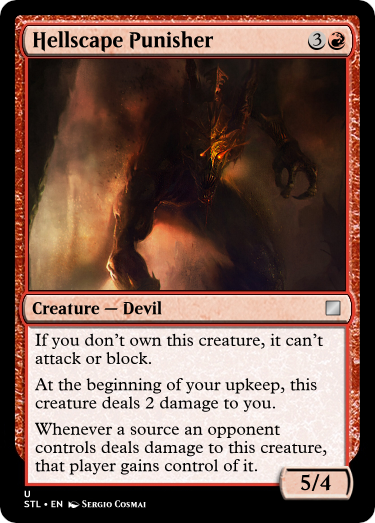 Hellscape Punisher 3
Creature — Devil
If you don't own this creature, it can't
attack or block.
At the beginning of your upkeep, this
creature deals 2 damage to you.
Whenever a source an opponent
controls deals damage to this creature,
that player gains control of it.
5/4
U
STL • EN Sergio Cosmai